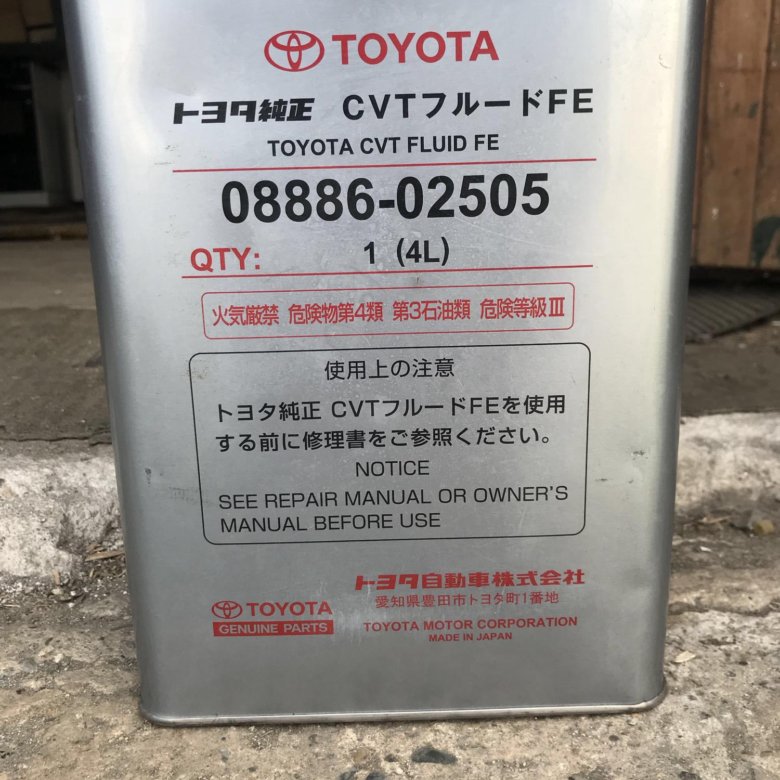 TOYOTA
トヨタ純正 CVTフルードFE
TOYOTA CVT FLUID FE
08886-02505
QTY: 1 (4L)
火気厳禁 危険物第4類 第3石油類 危険等級Ⅲ
使用上の注意
トヨタ純正 CVTフルードFEを使用
する前に修理書をご参照ください。
NOTICE
SEE REPAIR MANUAL OR OWNER'S
MANUAL BEFORE USE
TOYOTA
GENUINE PARTS
トヨタ自動車株式会社
愛知県豊田市トヨタ町1番地
TOYOTA MOTOR CORPORATION
MADE IN JAPAN